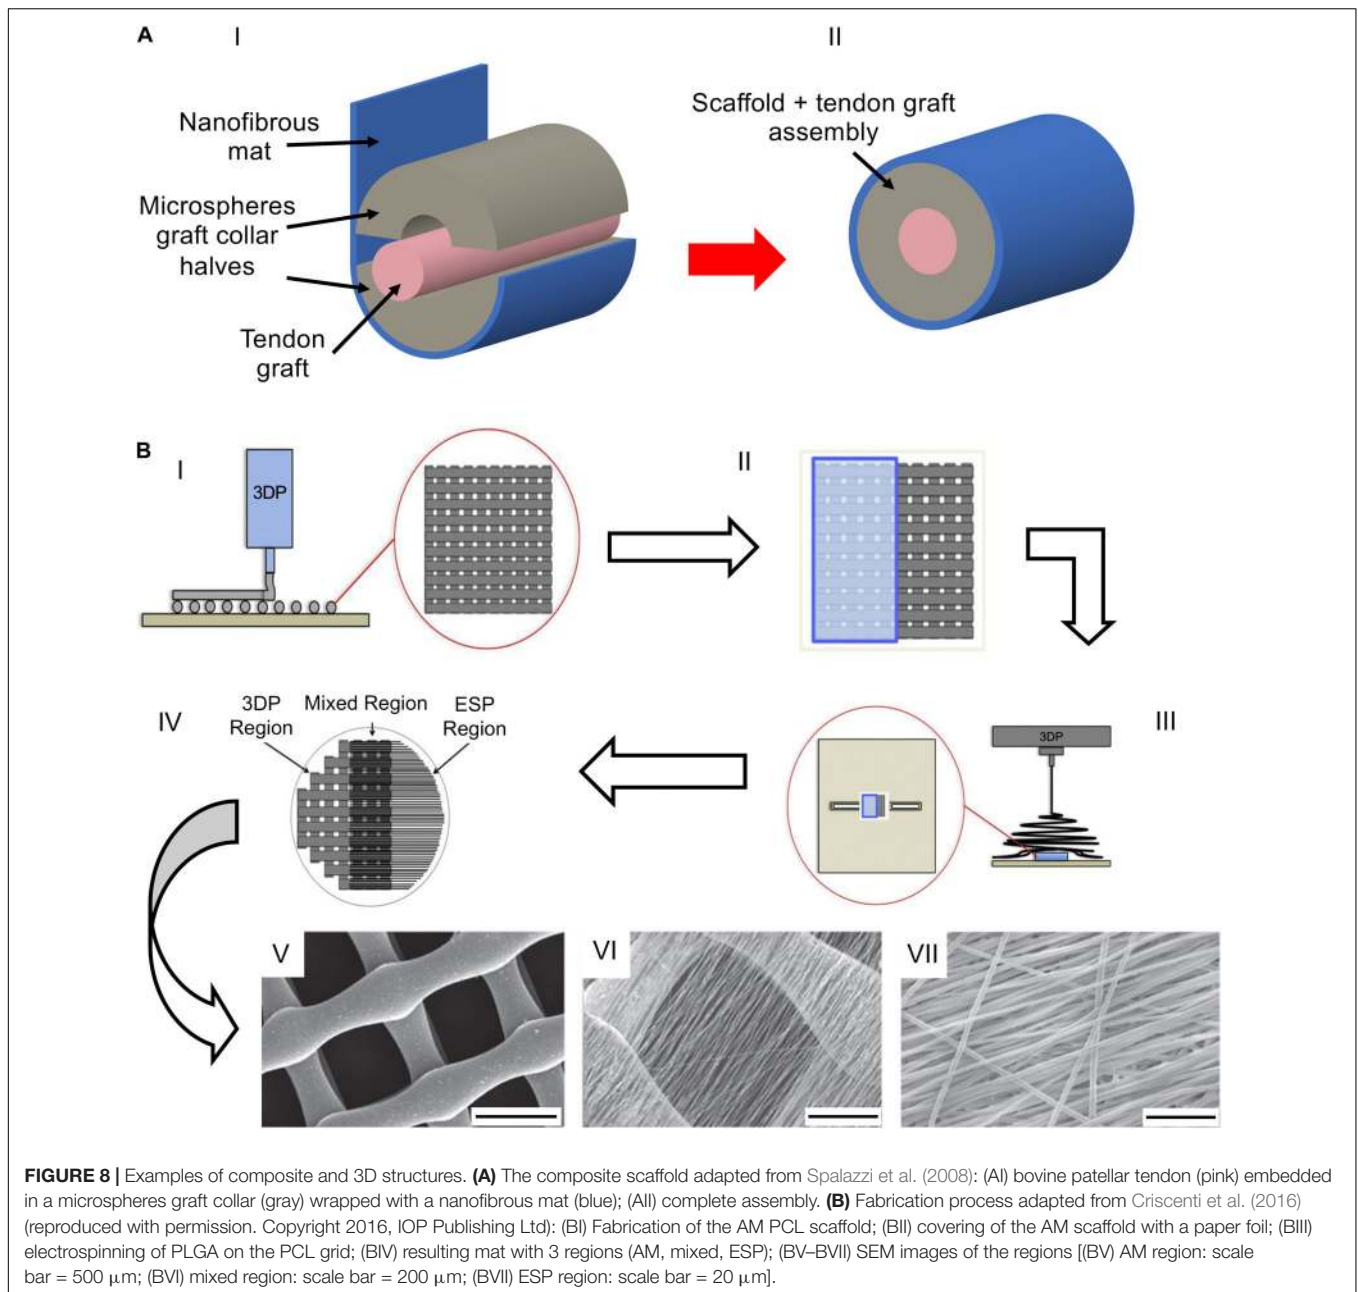 A
I
II
Nanofibrous
mat
Microspheres
graft collar
halves
Tendon
graft
Scaffold + tendon graft
assembly
B
I
3DP
II
III
3DP
IV
3DP
Region
Mixed Region
ESP
Region
V
VI
VII
FIGURE 8 | Examples of composite and 3D structures. (A) The composite scaffold adapted from Spalazzi et al. (2008): (AI) bovine patellar tendon (pink) embedded
in a microspheres graft collar (gray) wrapped with a nanofibrous mat (blue); (AII) complete assembly. (B) Fabrication process adapted from Criscenti et al. (2016)
(reproduced with permission. Copyright 2016, IOP Publishing Ltd): (BI) Fabrication of the AM PCL scaffold; (BII) covering of the AM scaffold with a paper foil; (BIII)
electrospinning of PLGA on the PCL grid; (BIV) resulting mat with 3 regions (AM, mixed, ESP); (BV–BVII) SEM images of the regions [(BV) AM region: scale
bar = 500 μm; (BVI) mixed region: scale bar = 200 μm; (BVII) ESP region: scale bar = 20 μm].